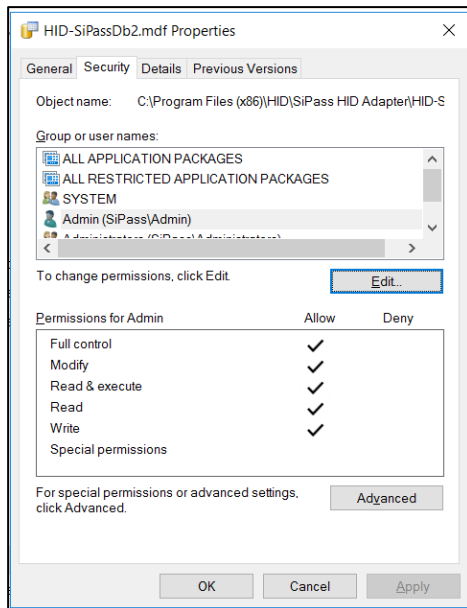 HID-SiPassDb2.mdf Properties
General Security Details Previous Versions
Object name: C:\Program Files (x86)\HID\SiPass HID Adapter\HID-S
Group or user names:
ALL APPLICATION PACKAGES
ALL RESTRICTED APPLICATION PACKAGES
SYSTEM
Admin (SiPass\Admin)
Administrators (SiPass\Administrators)
To change permissions, click Edit.
Edit...
Permissions for Admin Allow Deny
Full control
Modify
Read & execute
Read
Write
Special permissions
For special permissions or advanced settings,
click Advanced.
Advanced
OK Cancel Apply